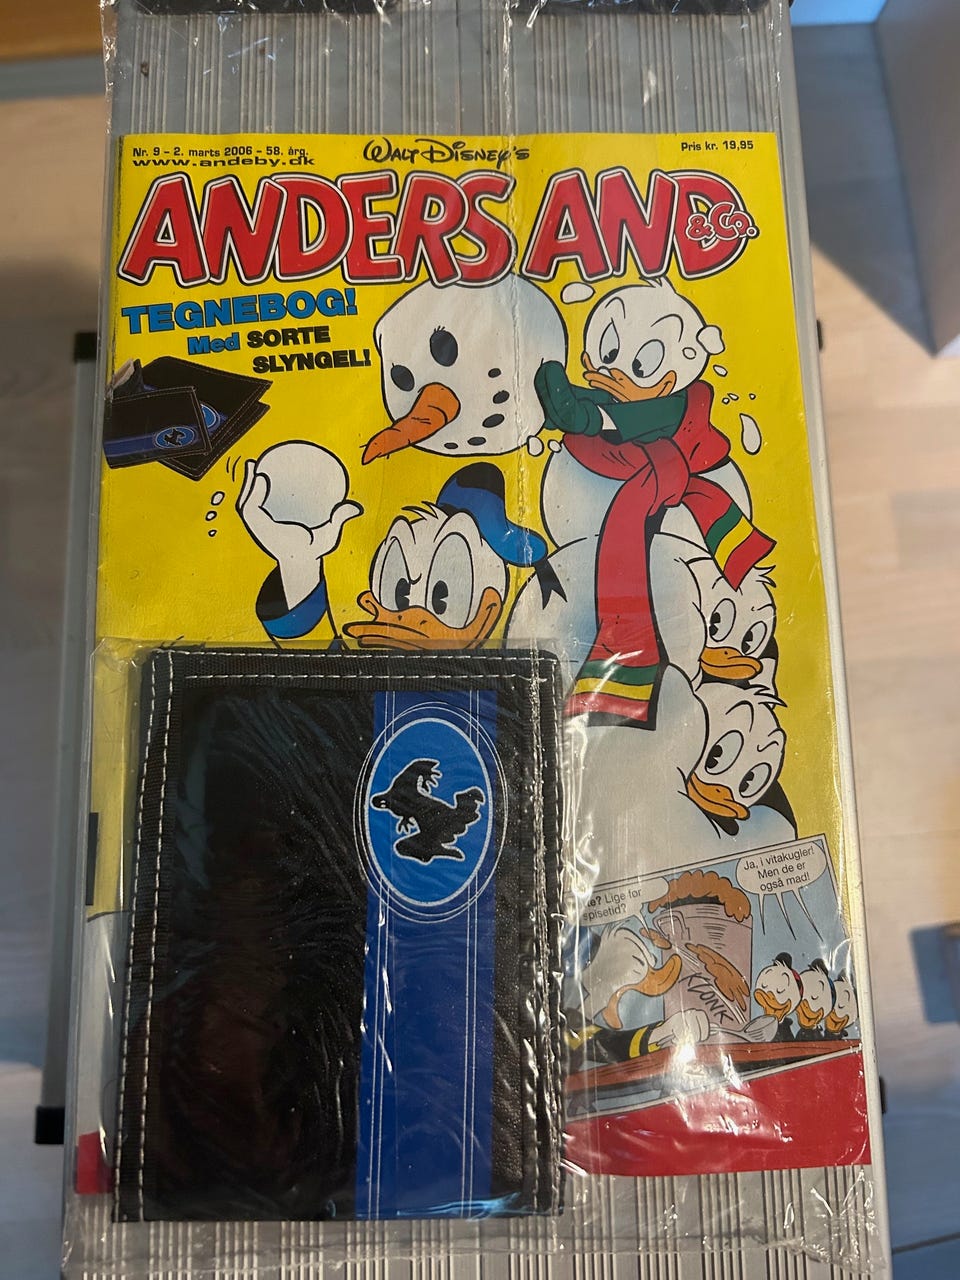 Nr. 9 - 2. marts 2006 - 58. årg.
www.andeby.dk
WALT DISNEY'S
Pris kr. 19,95
ANDERS AND
& Co.
TEGNEBOG!
Med SORTE
SLYNGEL!
Lige før
spisetid?
Ja, i vitakugler!
Men de er
også mad!
KLONK